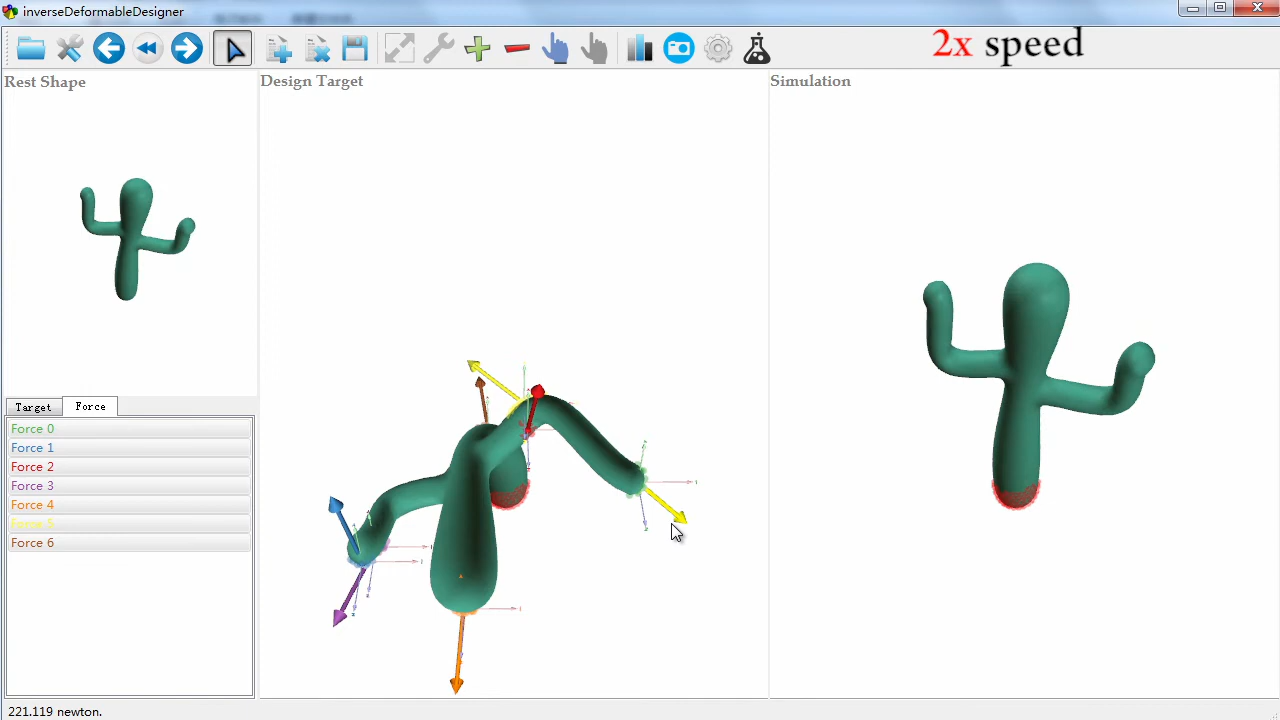 inverseDeformableDesigner
2x speed
Rest Shape
Design Target
Simulation
Target
Force
Force 0
Force 1
Force 2
Force 3
Force 4
Force 5
Force 6
221.119 newton.